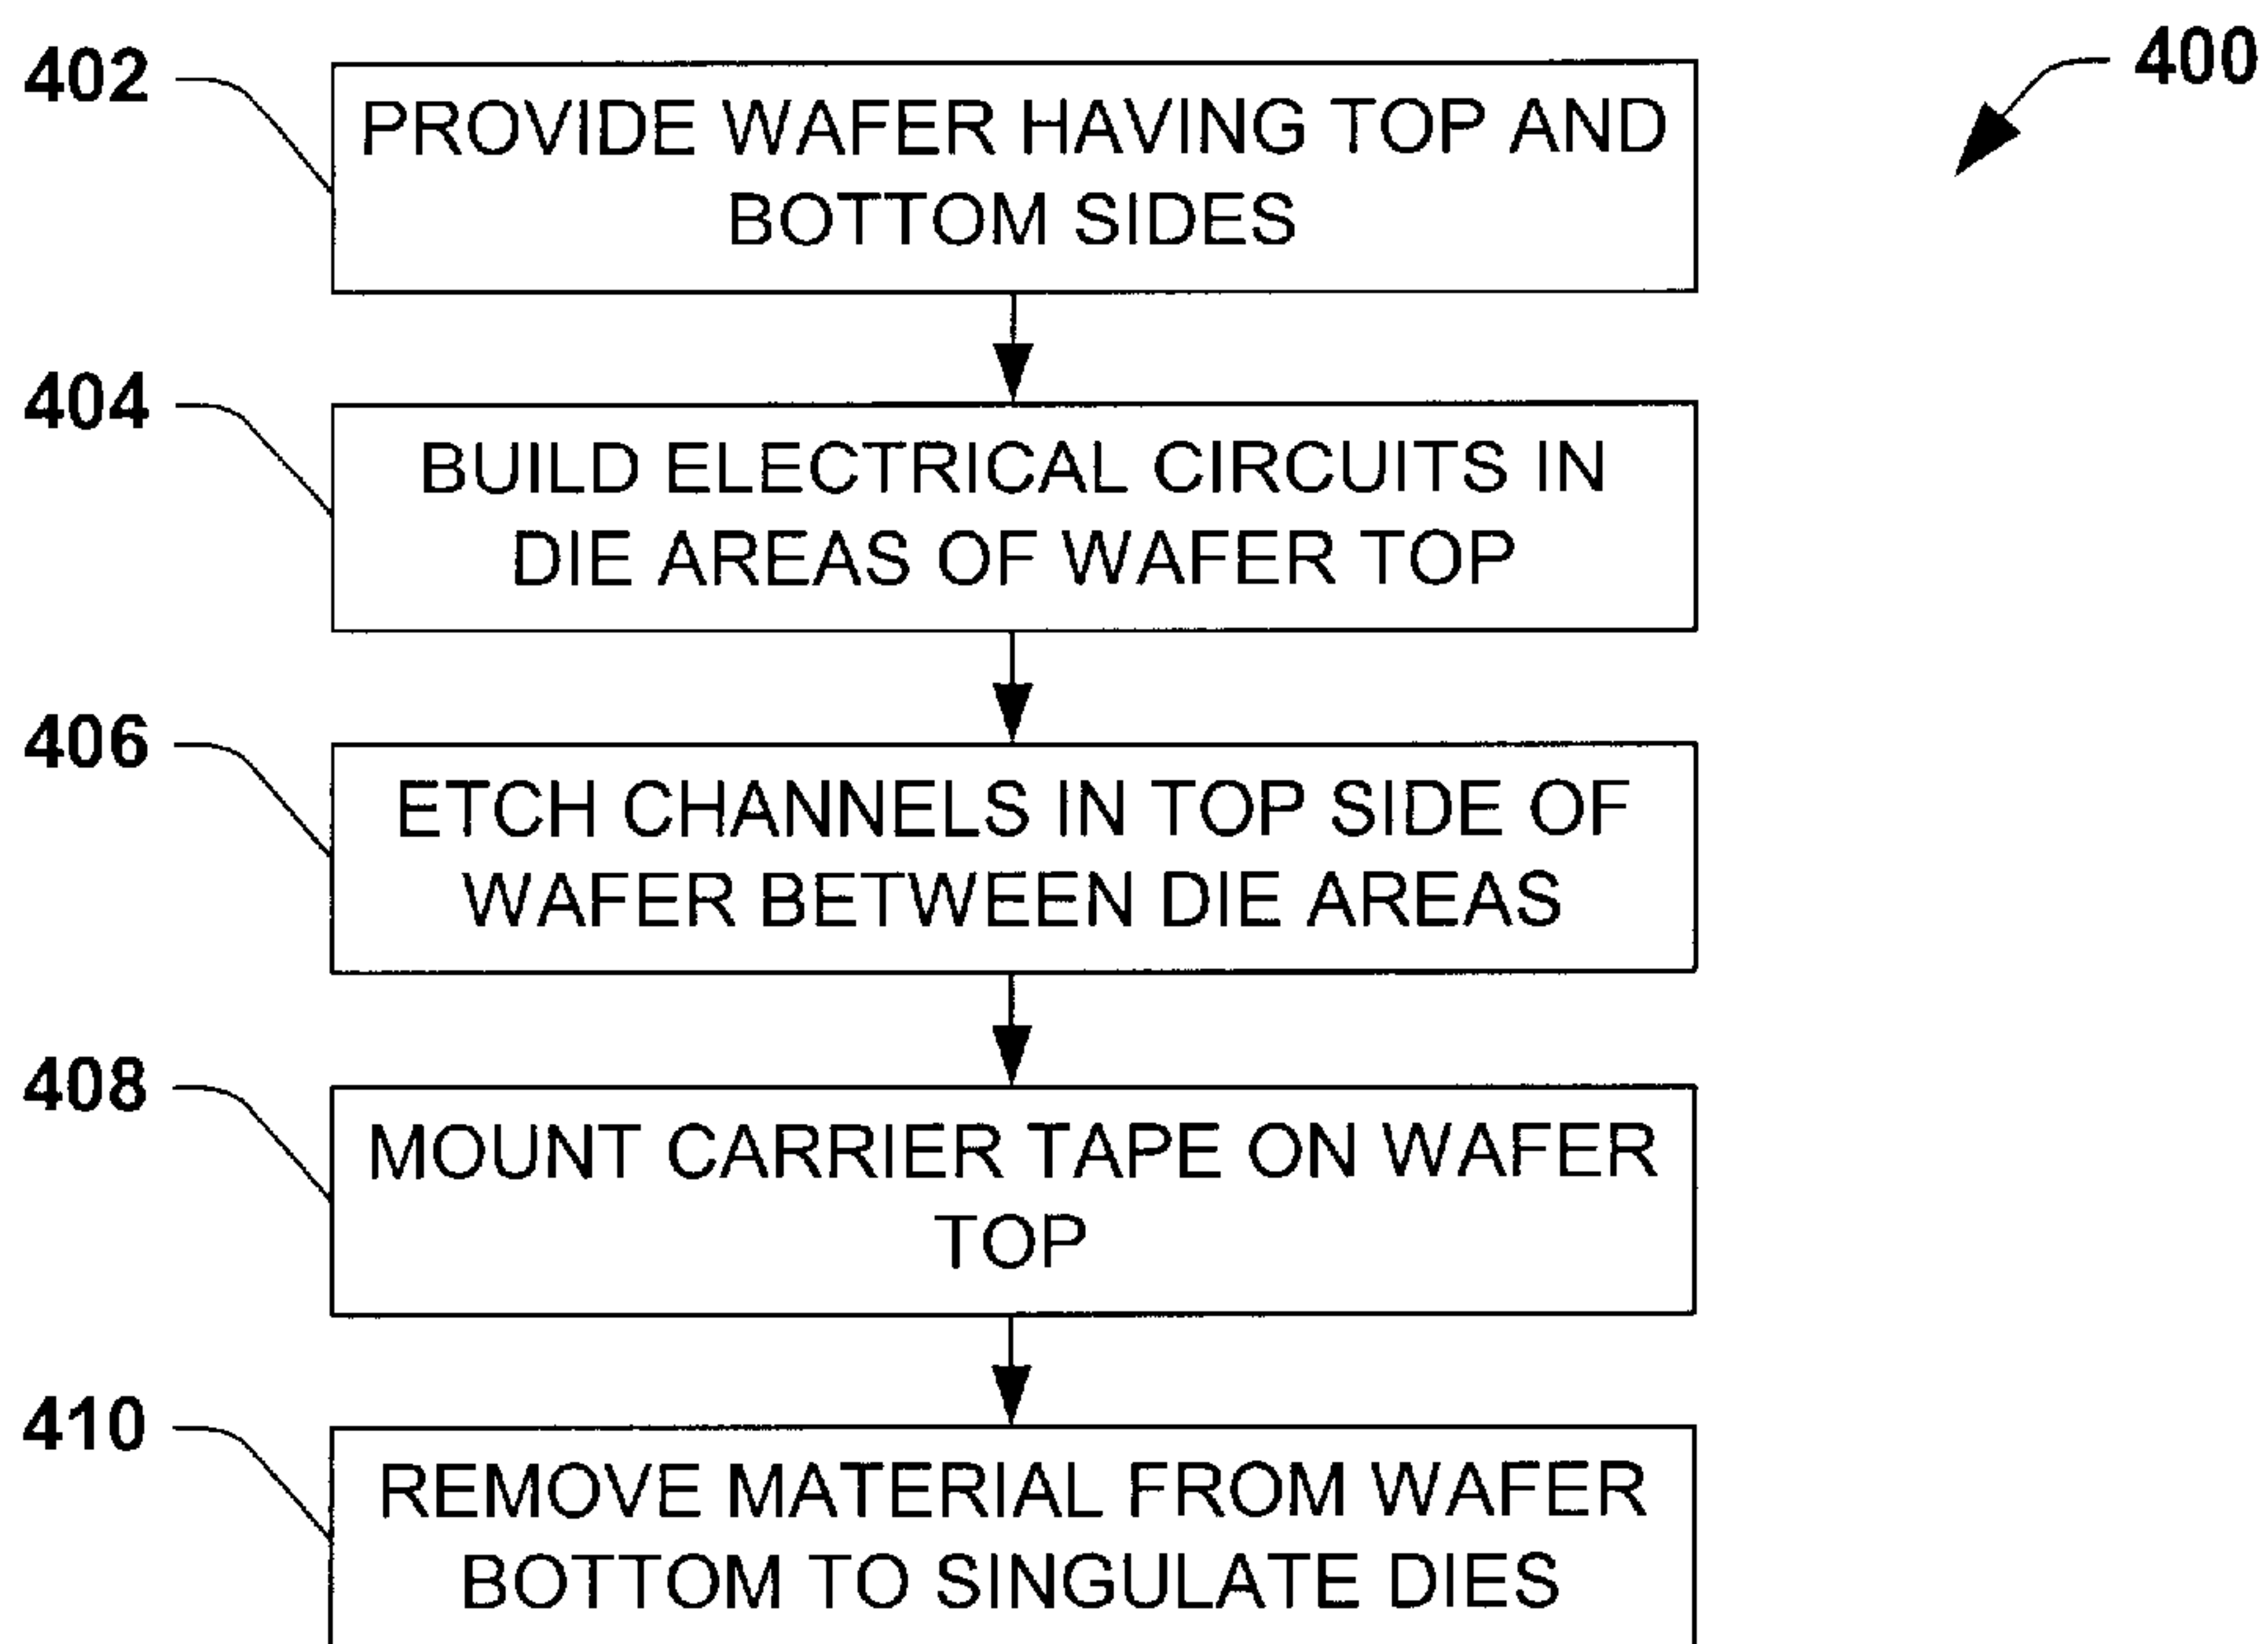 400
402
PROVIDE WAFER HAVING TOP AND
BOTTOM SIDES
404
BUILD ELECTRICAL CIRCUITS IN
DIE AREAS OF WAFER TOP
406
ETCH CHANNELS IN TOP SIDE OF
WAFER BETWEEN DIE AREAS
408
MOUNT CARRIER TAPE ON WAFER
TOP
410
REMOVE MATERIAL FROM WAFER
BOTTOM TO SINGULATE DIES